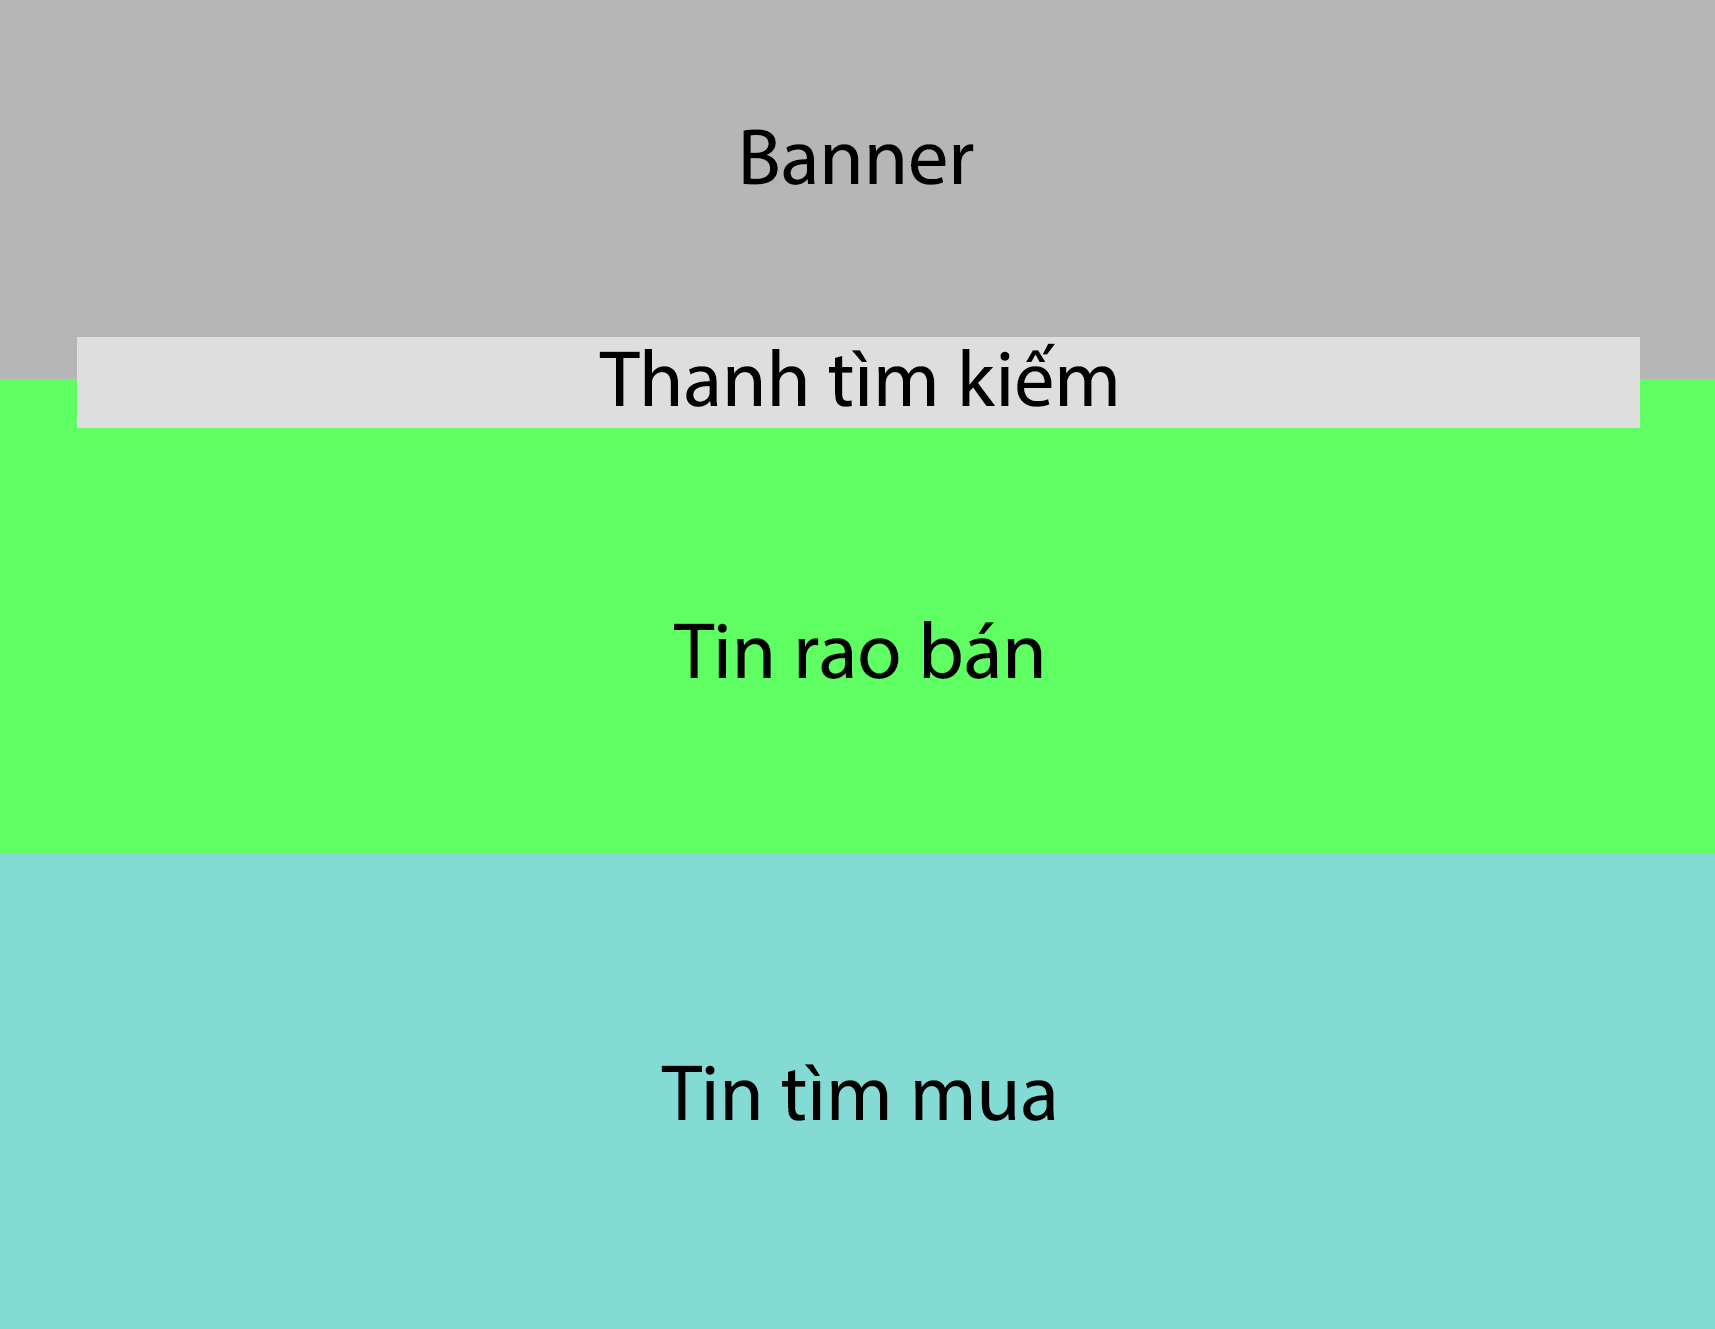 Banner
Thanh tìm kiếm
Tin rao bán
Tin tìm mua